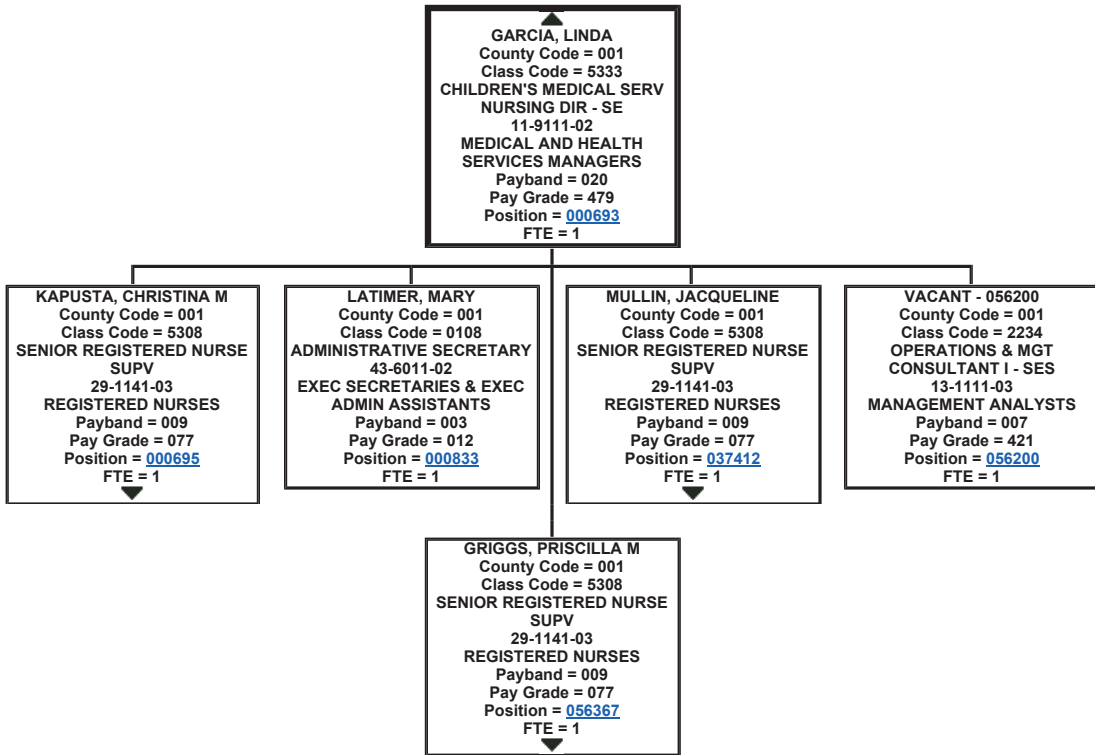 GARCIA, LINDA
County Code = 001
Class Code = 5333
CHILDREN'S MEDICAL SERV
NURSING DIR - SE
11-9111-02
MEDICAL AND HEALTH
SERVICES MANAGERS
Payband = 020
Pay Grade = 479
Position = 000693
FTE = 1
KAPUSTA, CHRISTINA M
County Code = 001
Class Code = 5308
SENIOR REGISTERED NURSE
SUPV
29-1141-03
REGISTERED NURSES
Payband = 009
Pay Grade = 077
Position = 000695
FTE = 1
LATIMER, MARY
County Code = 001
Class Code = 0108
ADMINISTRATIVE SECRETARY
43-6011-02
EXEC SECRETARIES & EXEC
ADMIN ASSISTANTS
Payband = 003
Pay Grade = 012
Position = 000833
FTE = 1
MULLIN, JACQUELINE
County Code = 001
Class Code = 5308
SENIOR REGISTERED NURSE
SUPV
29-1141-03
REGISTERED NURSES
Payband = 009
Pay Grade = 077
Position = 037412
FTE = 1
VACANT - 056200
County Code = 001
Class Code = 2234
OPERATIONS & MGT
CONSULTANT I - SES
13-1111-03
MANAGEMENT ANALYSTS
Payband = 007
Pay Grade = 421
Position = 056200
FTE = 1
GRIGGS, PRISCILLA M
County Code = 001
Class Code = 5308
SENIOR REGISTERED NURSE
SUPV
29-1141-03
REGISTERED NURSES
Payband = 009
Pay Grade = 077
Position = 056367
FTE = 1